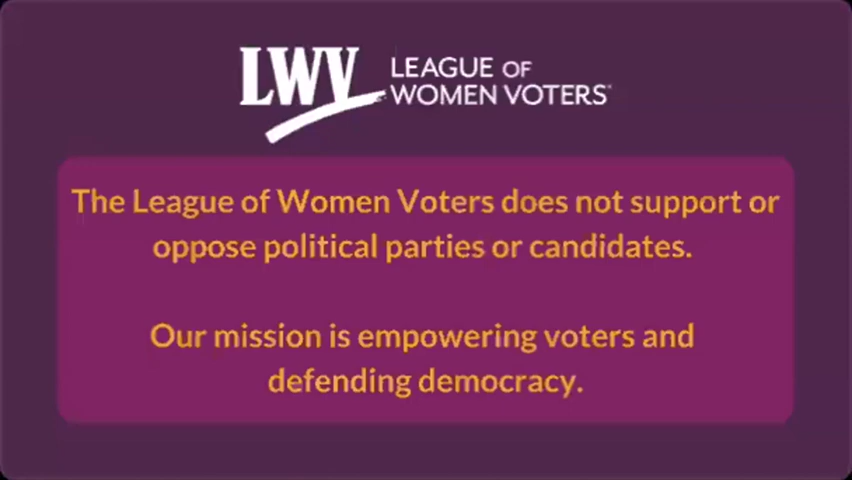 LWV LEAGUE OF
WOMEN VOTERS®
The League of Women Voters does not support or
oppose political parties or candidates.
Our mission is empowering voters and
defending democracy.